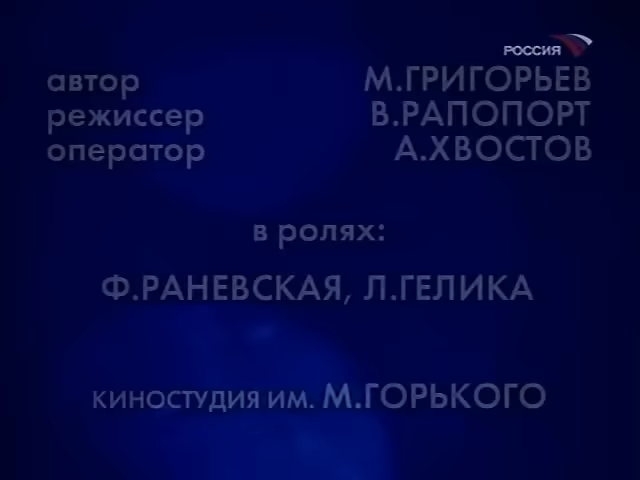 РОССИЯ
автор М.ГРИГОРЬЕВ
режиссер В.РАПОПОРТ
оператор А.ХВОСТОВ
в ролях:
Ф.РАНЕВСКАЯ, Л.ГЕЛИКА
КИНОСТУДИЯ ИМ. М.ГОРЬКОГО